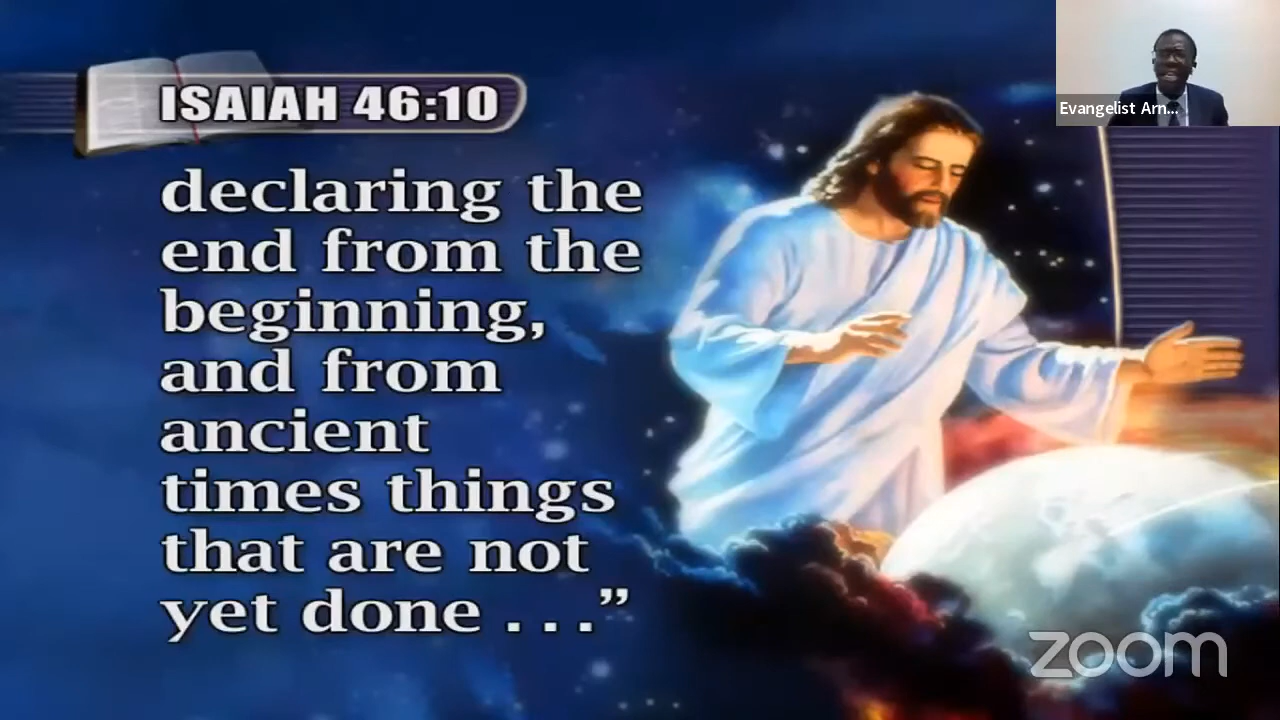 ISAIAH 46:10
declaring the
end from the
beginning,
and from
ancient
times things
that are not
yet done . . .”
Evangelist Arn...
zoom